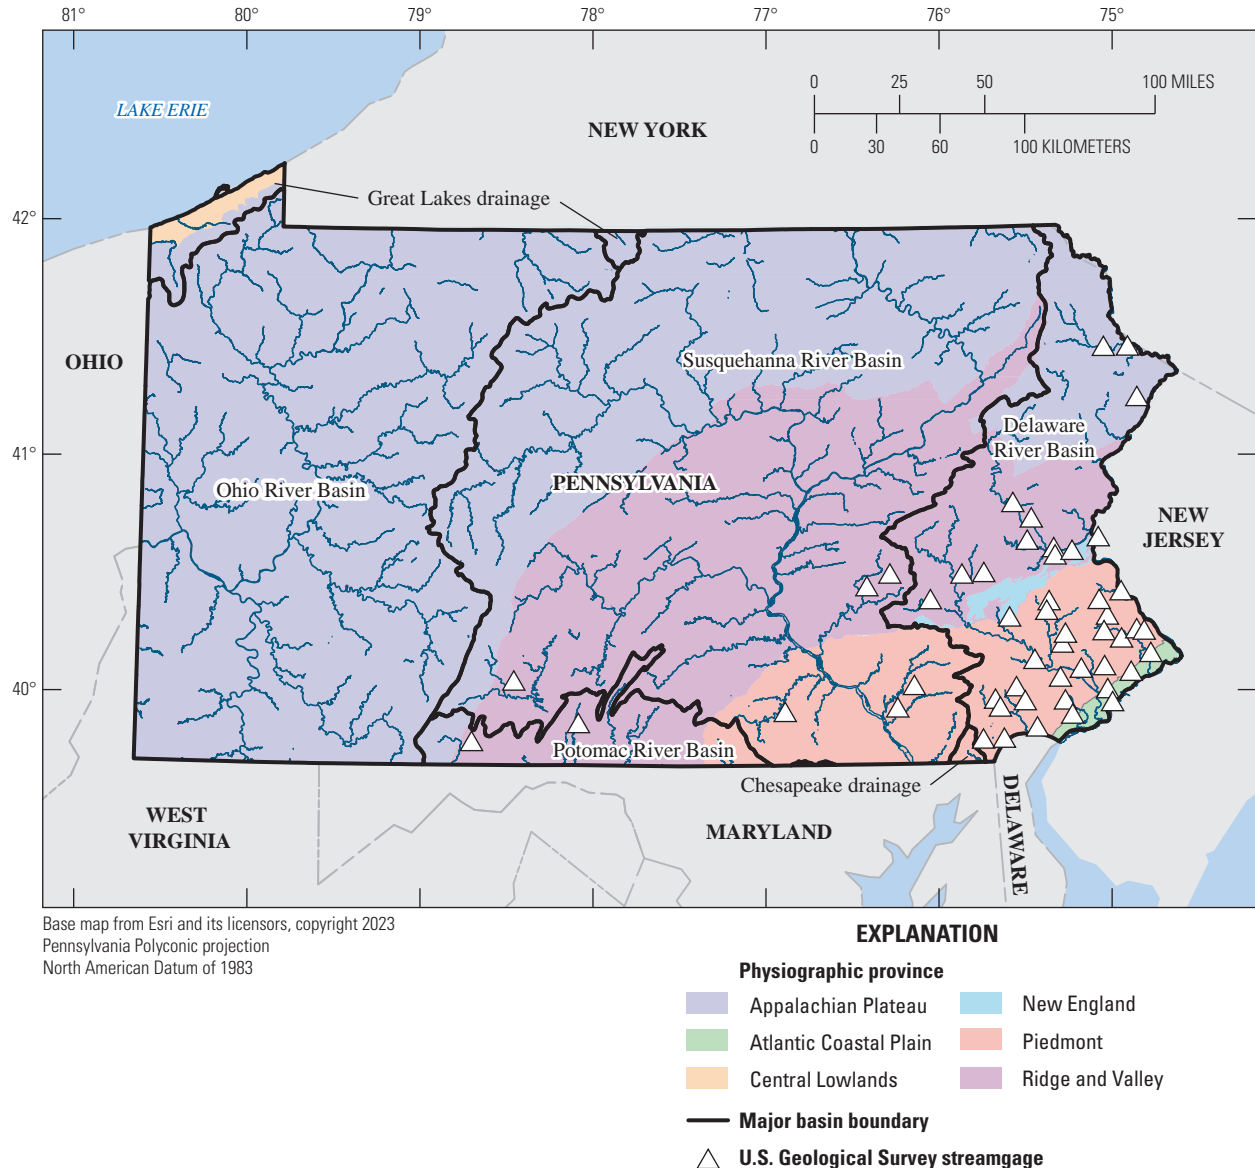 81°
80°
79°
78°
77°
76°
75°
0
25
50
100 MILES
0
30
60
100 KILOMETERS
LAKE ERIE
NEW YORK
Great Lakes drainage
42°
OHIO
Susquehanna River Basin
Delaware
River Basin
41°
Ohio River Basin
PENNSYLVANIA
NEW
JERSEY
40°
Potomac River Basin
Chesapeake drainage
WEST
VIRGINIA
MARYLAND
DELAWARE
Base map from Esri and its licensors, copyright 2023
Pennsylvania Polyconic projection
North American Datum of 1983
EXPLANATION
Physiographic province
Appalachian Plateau
New England
Atlantic Coastal Plain
Piedmont
Central Lowlands
Ridge and Valley
Major basin boundary
U.S. Geological Survey streamgage